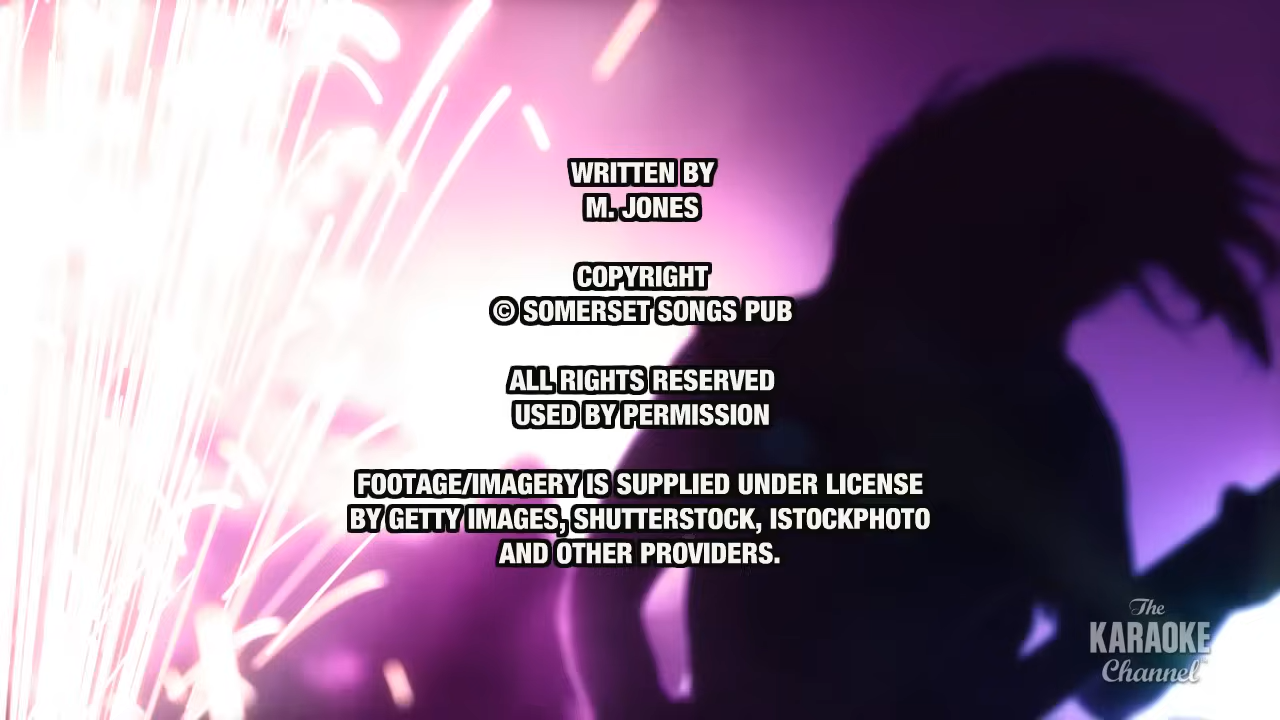 WRITTEN BY
M. JONES
COPYRIGHT
© SOMERSET SONGS PUB
ALL RIGHTS RESERVED
USED BY PERMISSION
FOOTAGE/IMAGERY IS SUPPLIED UNDER LICENSE
BY GETTY IMAGES, SHUTTERSTOCK, ISTOCKPHOTO
AND OTHER PROVIDERS.
The
KARAOKE
Channel